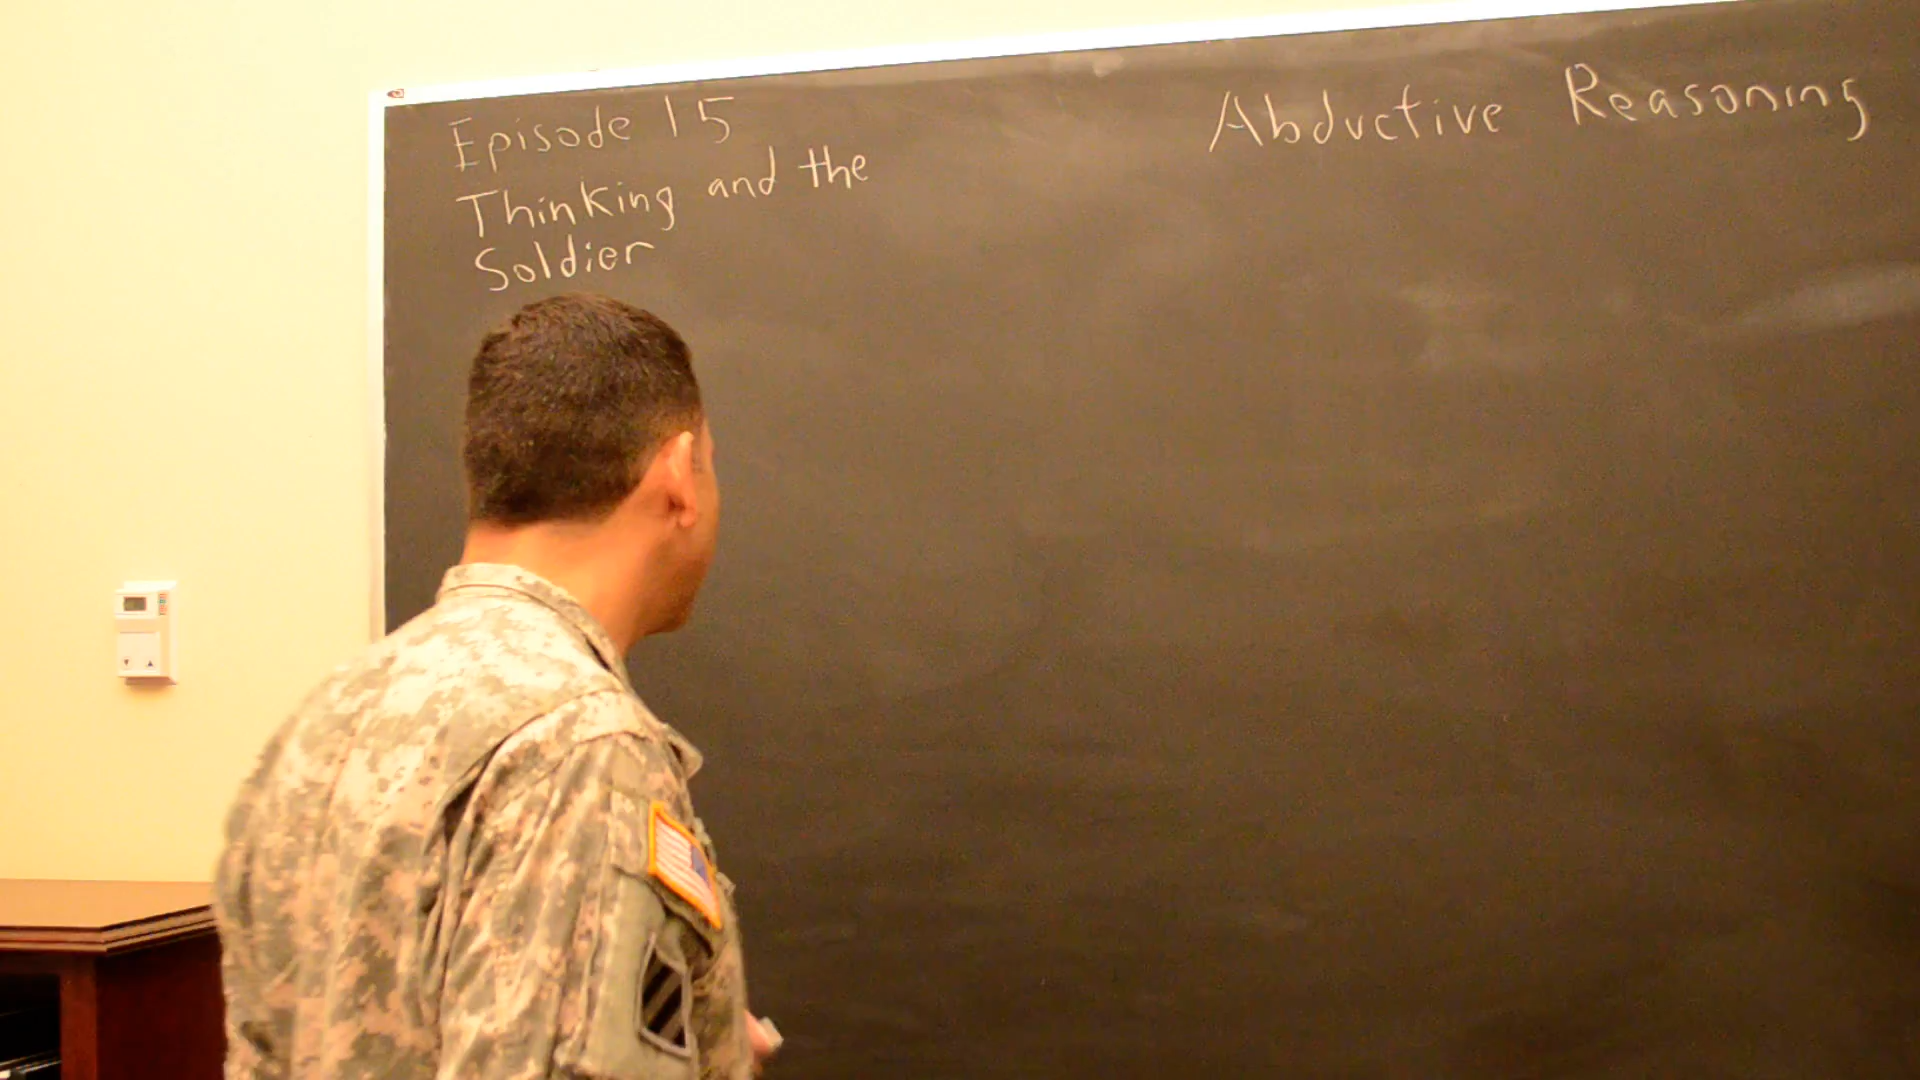 Episode 15
Thinking and the
Soldier
Abductive Reasoning